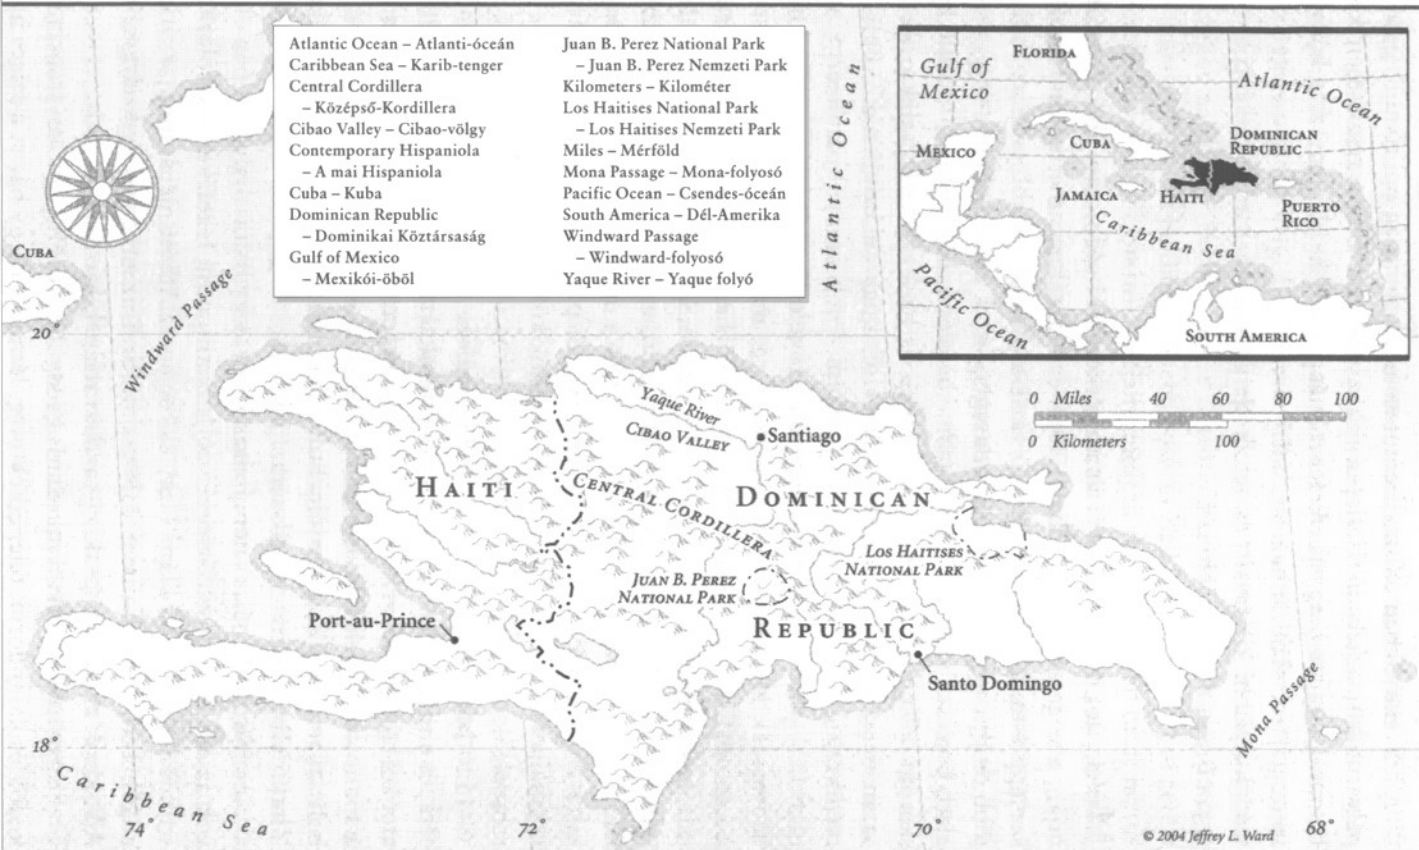 Atlantic Ocean – Atlanti-óceán
Caribbean Sea – Karib-tenger
Central Cordillera
– Középső-Kordillera
Cibao Valley – Cibao-völgy
Contemporary Hispaniola
– A mai Hispaniola
Cuba – Kuba
Dominican Republic
– Dominikai Köztársaság
Gulf of Mexico
– Mexikói-öböl
Juan B. Perez National Park
– Juan B. Perez Nemzeti Park
Kilometers – Kilométer
Los Haitises National Park
– Los Haitises Nemzeti Park
Miles – Mérföld
Mona Passage – Mona-folyosó
Pacific Ocean – Csendes-óceán
South America – Dél-Amerika
Windward Passage
– Windward-folyosó
Yaque River – Yaque folyó
Atlantic Ocean
FLORIDA
Gulf of
Mexico
Atlantic Ocean
CUBA
DOMINICAN
REPUBLIC
MEXICO
JAMAICA
HAITI
PUERTO
RICO
Caribbean Sea
Pacific Ocean
SOUTH AMERICA
CUBA
Windward Passage
20°
0 Miles 40 60 80 100
0 Kilometers 100
Yaque River
CIBAO VALLEY
Santiago
HAITI
CENTRAL CORDILLERA
DOMINICAN
LOS HAITISES
NATIONAL PARK
JUAN B. PEREZ
NATIONAL PARK
Port-au-Prince
REPUBLIC
Santo Domingo
Mona Passage
18°
Caribbean Sea
74°
72°
70°
68°
© 2004 Jeffrey L. Ward